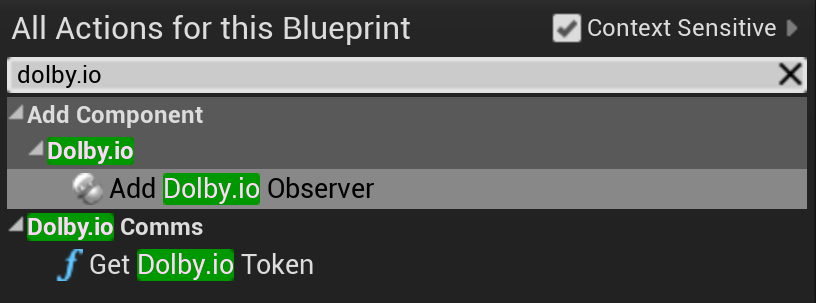 All Actions for this Blueprint Context Sensitive
dolby.io
Add Component
Dolby.io
Add Dolby.io Observer
Dolby.io Comms
Get Dolby.io Token